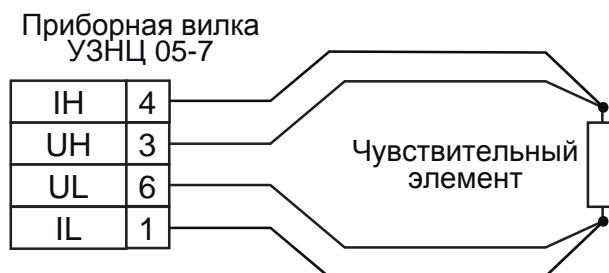 Приборная вилка
УЗНЦ 05-7
IH 4
UH 3
UL 6
IL 1
Чувствительный
элемент